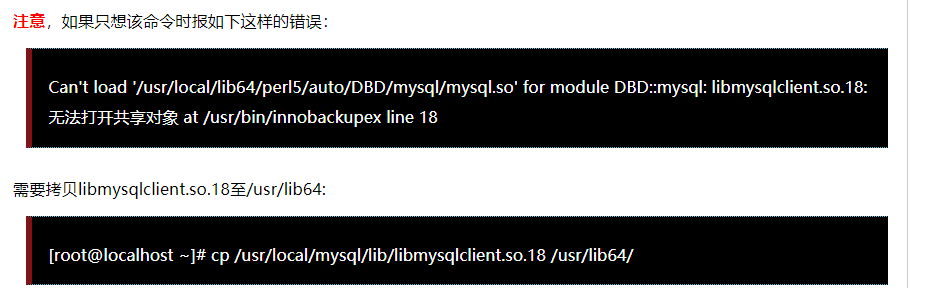 注意，如果只想该命令时报如下这样的错误：
Can't load '/usr/local/lib64/perl5/auto/DBD/mysql/mysql.so' for module DBD::mysql: libmysqlclient.so.18:
无法打开共享对象 at /usr/bin/innobackupex line 18
需要拷贝libmysqlclient.so.18至/usr/lib64:
[root@localhost ~]# cp /usr/local/mysql/lib/libmysqlclient.so.18 /usr/lib64/